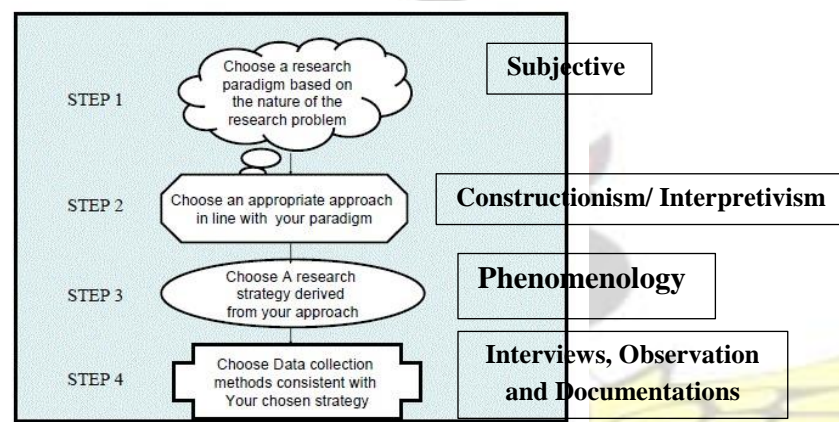 STEP 1
Choose a research
paradigm based on
the nature of the
research problem
Subjective
STEP 2
Choose an appropriate approach
in line with your paradigm
Constructionism/ Interpretivism
STEP 3
Choose A research
strategy derived
from your approach
Phenomenology
STEP 4
Choose Data collection
methods consistent with
Your chosen strategy
Interviews, Observation
and Documentations